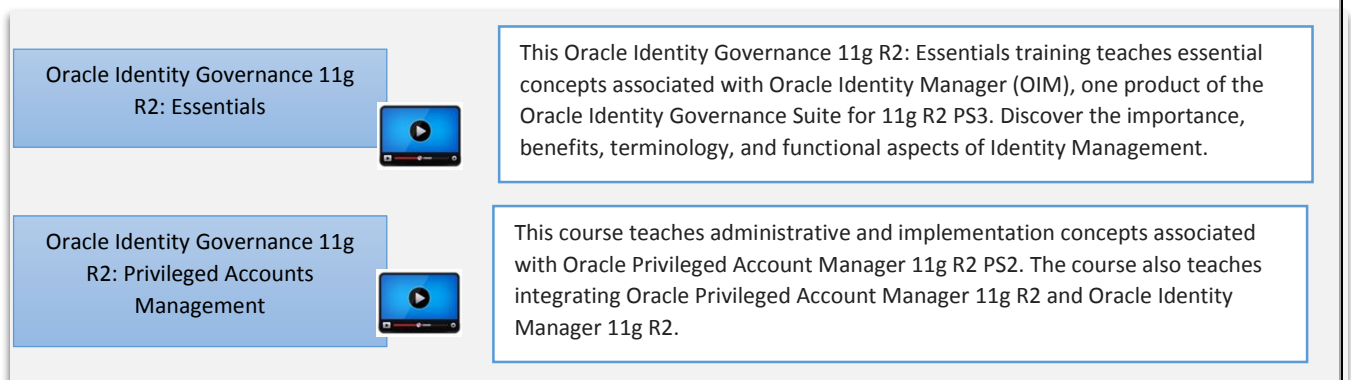 Oracle Identity Governance 11g
R2: Essentials
This Oracle Identity Governance 11g R2: Essentials training teaches essential
concepts associated with Oracle Identity Manager (OIM), one product of the
Oracle Identity Governance Suite for 11g R2 PS3. Discover the importance,
benefits, terminology, and functional aspects of Identity Management.
Oracle Identity Governance 11g
R2: Privileged Accounts
Management
This course teaches administrative and implementation concepts associated
with Oracle Privileged Account Manager 11g R2 PS2. The course also teaches
integrating Oracle Privileged Account Manager 11g R2 and Oracle Identity
Manager 11g R2.